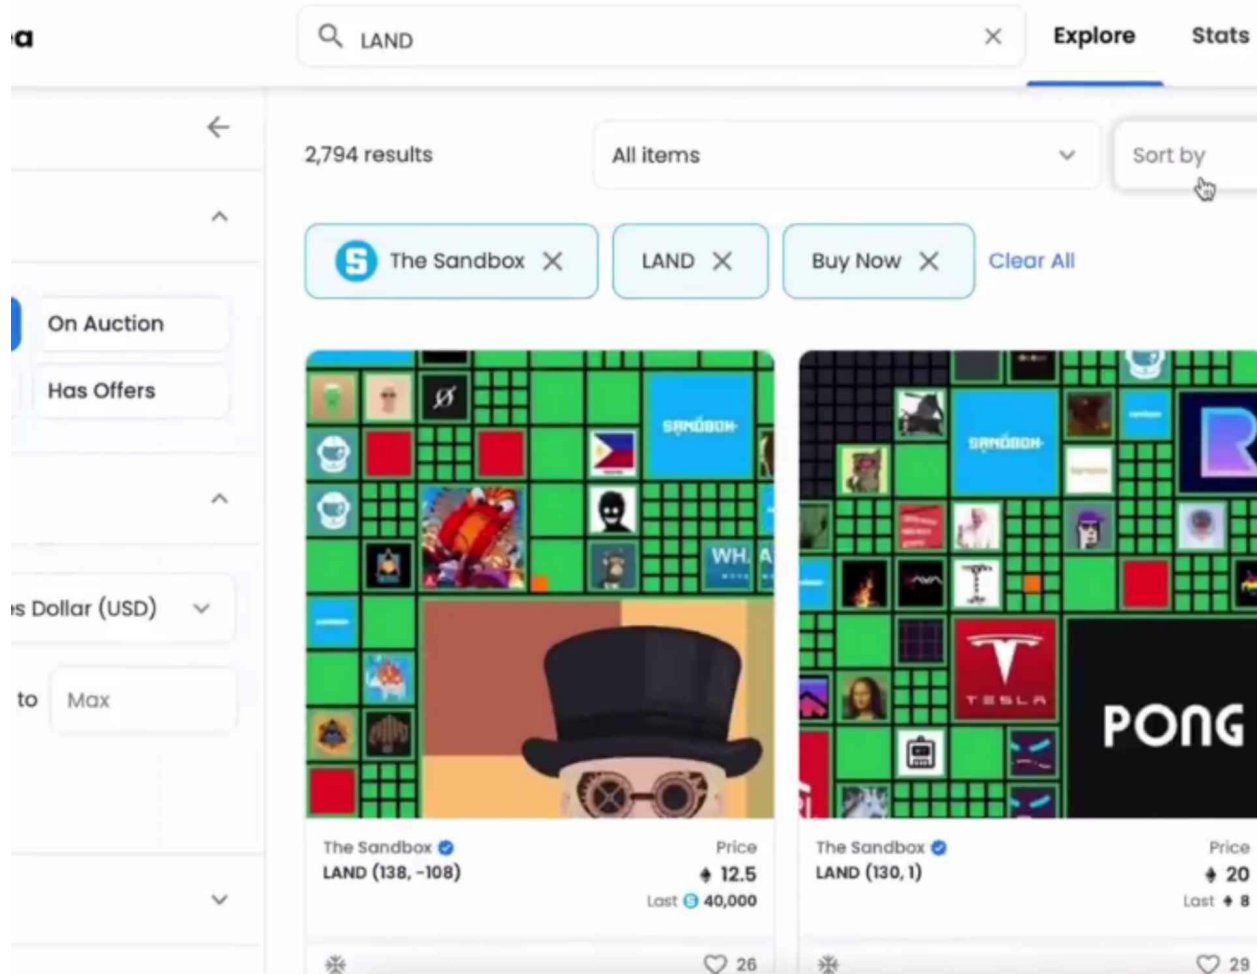 a
LAND
Explore
Stats
2,794 results
All items
Sort by
The Sandbox
LAND
Buy Now
Clear All
On Auction
Has Offers
es Dollar (USD)
to
Max
SANDBOX
SANDBOX
WH
A
TESLA
PONG
The Sandbox
Price
LAND (138, -108)
12.5
Last 40,000
26
The Sandbox
Price
LAND (130, 1)
20
Last 8
29